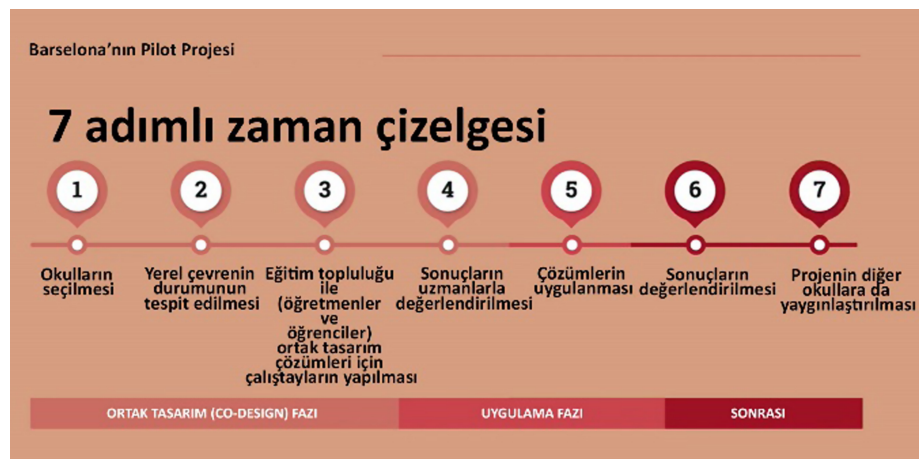 Barselona'nın Pilot Projesi
7 adımlı zaman çizelgesi
1
2
3
4
5
6
7
Okulların
seçilmesi
Yerel çevrenin
durumunun
tespit edilmesi
Eğitim topluluğu
ile
(öğretmenler
ve
öğrenciler)
ortak tasarım
çözümleri için
çalıştayların yapılması
Sonuçların
uzmanlarla
değerlendirilmesi
Çözümlerin
uygulanması
Sonuçların
değerlendirilmesi
Projenin diğer
okullara da
yaygınlaştırılması
ORTAK TASARIM (CO-DESIGN) FAZI
UYGULAMA FAZI
SONRASI